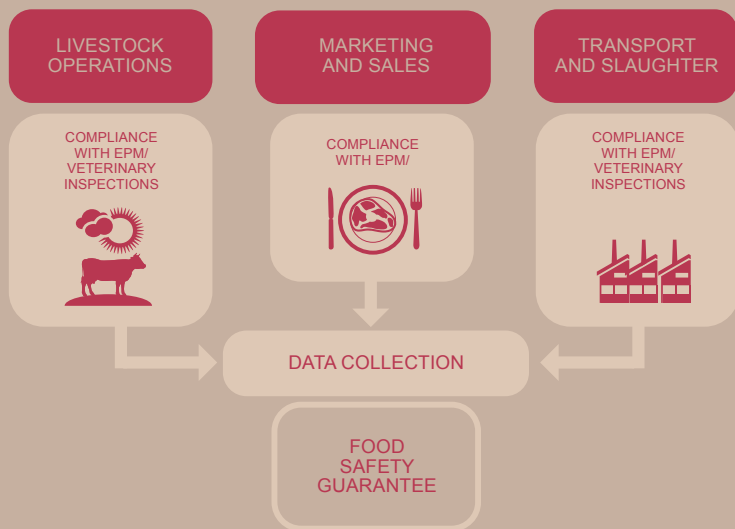 LIVESTOCK
OPERATIONS
MARKETING
AND SALES
TRANSPORT
AND SLAUGHTER
COMPLIANCE
WITH EPM/
VETERINARY
INSPECTIONS
COMPLIANCE
WITH EPM/
COMPLIANCE
WITH EPM/
VETERINARY
INSPECTIONS
DATA COLLECTION
FOOD
SAFETY
GUARANTEE